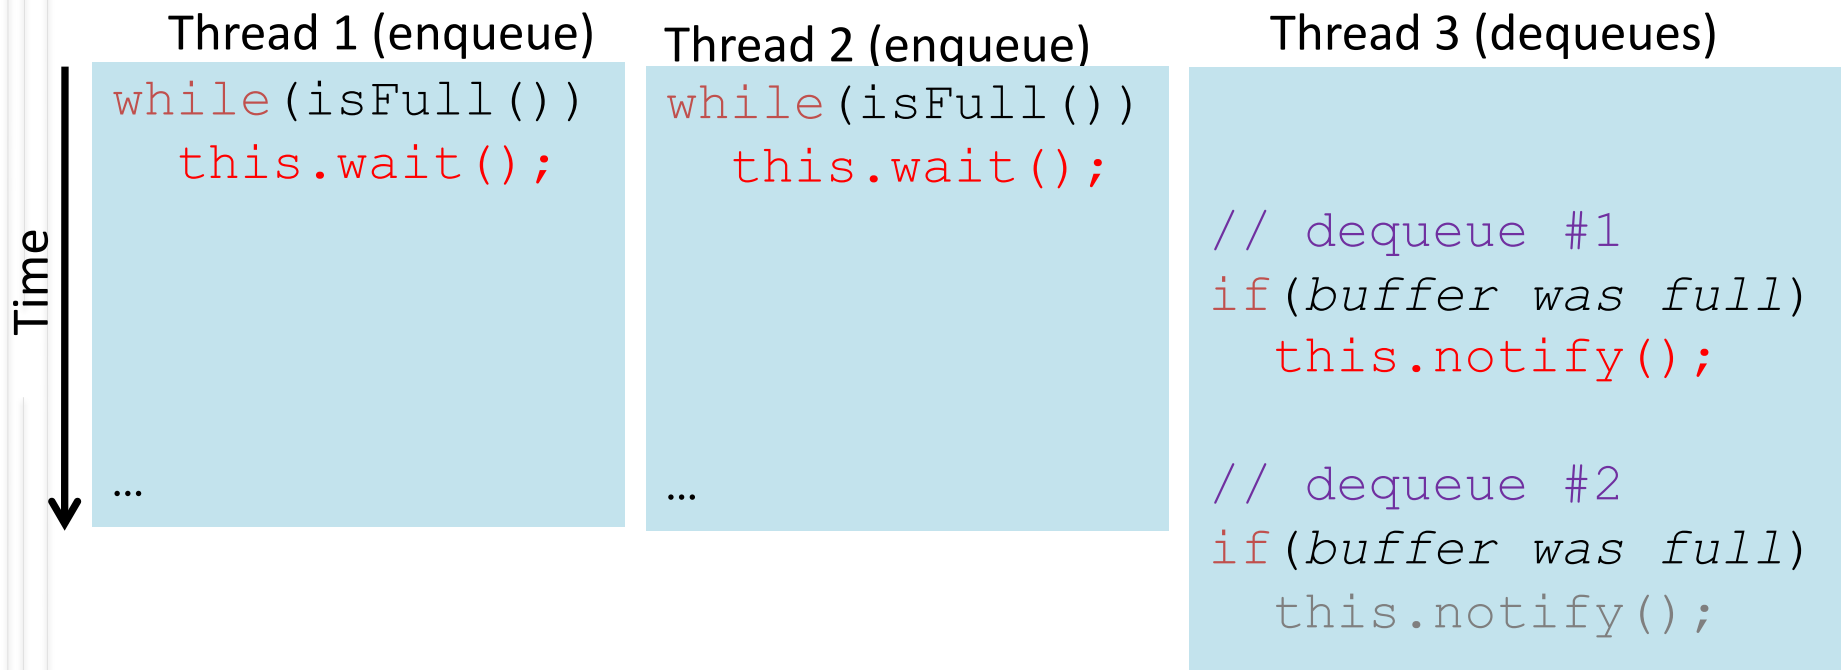 Thread 1 (enqueue)
while(isFull())
this.wait();
…
Thread 2 (enqueue)
while(isFull())
this.wait();
…
Thread 3 (dequeues)
// dequeue #1
if(buffer was full)
this.notify();
// dequeue #2
if(buffer was full)
this.notify();
Time